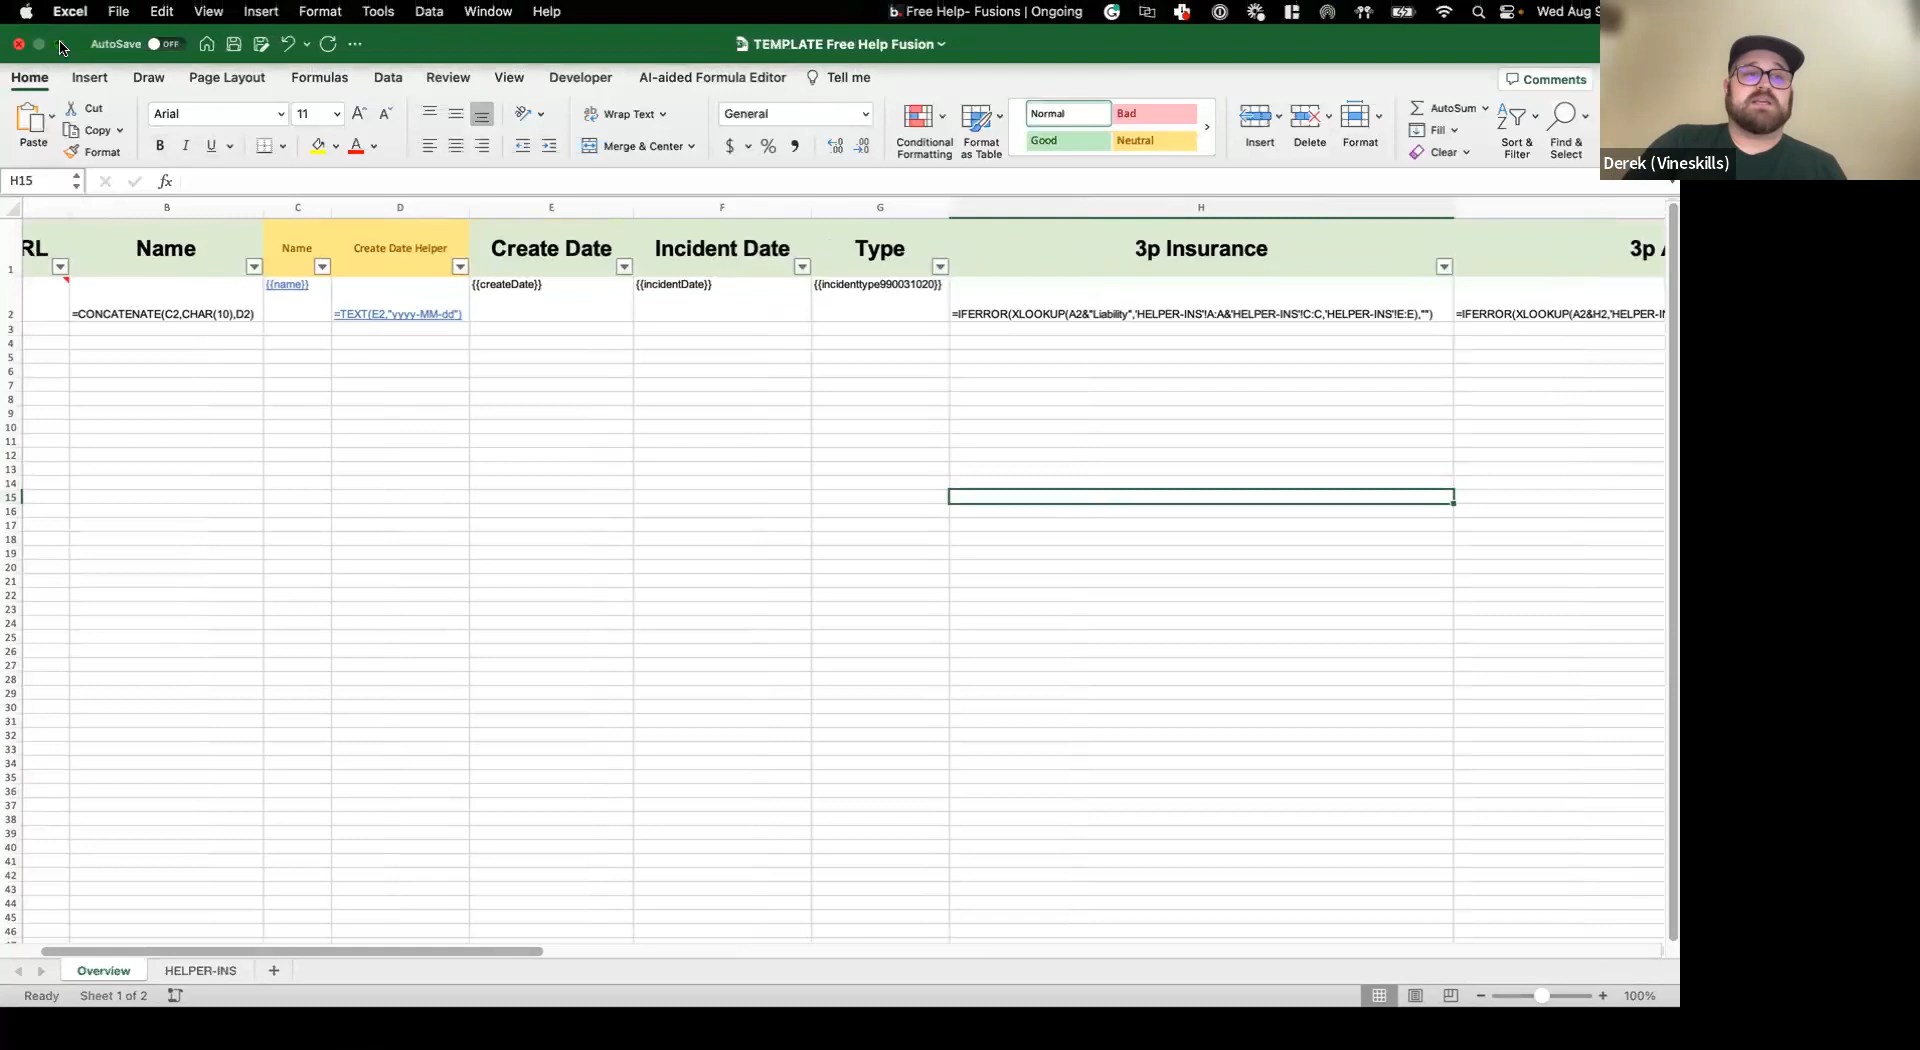 Excel File Edit View Insert Format Tools Data Window Help
Free Help- Fusions | Ongoing
Wed Aug 9
AutoSave OFF
TEMPLATE Free Help Fusion
Home Insert Draw Page Layout Formulas Data Review View Developer AI-aided Formula Editor Tell me
Comments
Paste
Cut
Copy
Format
Arial 11
B I U
Wrap Text
Merge & Center
General
$ % ,
Conditional Formatting
Format as Table
Normal Bad
Good Neutral
Insert Delete Format
AutoSum
Fill
Clear
Sort & Filter
Find & Select
Derek (Vineskills)
H15
fx
B C D E F G H
RL Name Name Create Date Helper Create Date Incident Date Type 3p Insurance 3p
1
{{name}} {{createDate}} {{incidentDate}} {{incidenttype990031020}}
2 =CONCATENATE(C2,CHAR(10),D2) =TEXT(E2,"yyyy-MM-dd") =IFERROR(XLOOKUP(A2&"Liability",'HELPER-INS'!A:A&'HELPER-INS'!C:C,'HELPER-INS'!E:E),"") =IFERROR(XLOOKUP(A2&H2,'HELPER-IN
3
4
5
6
7
8
9
10
11
12
13
14
15
16
17
18
19
20
21
22
23
24
25
26
27
28
29
30
31
32
33
34
35
36
37
38
39
40
41
42
43
44
45
46
Overview HELPER-INS +
Ready Sheet 1 of 2
100%